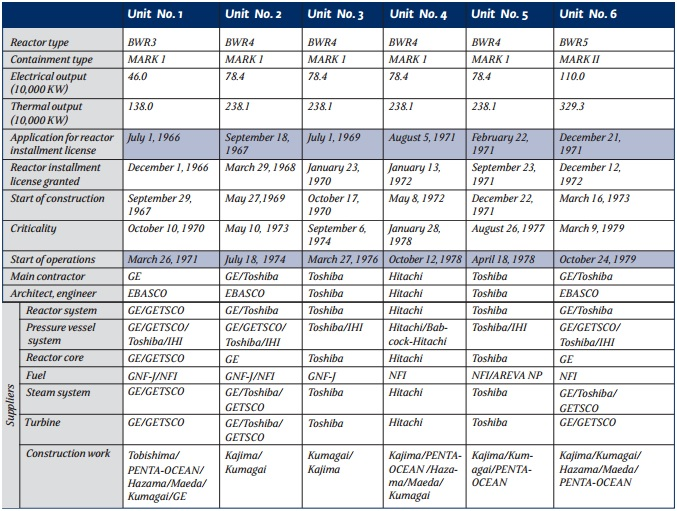 Unit No. 1 Unit No. 2 Unit No. 3 Unit No. 4 Unit No. 5 Unit No. 6
Reactor type BWR3 BWR4 BWR4 BWR4 BWR4 BWR5
Containment type MARK I MARK 1 MARK 1 MARK 1 MARK 1 MARK II
Electrical output (10,000 KW) 46.0 78.4 78.4 78.4 78.4 110.0
Thermal output (10,000 KW) 138.0 238.1 238.1 238.1 238.1 329.3
Application for reactor installment license July 1, 1966 September 18, 1967 July 1, 1969 August 5, 1971 February 22, 1971 December 21, 1971
Reactor installment license granted December 1, 1966 March 29, 1968 January 23, 1970 January 13, 1972 September 23, 1971 December 12, 1972
Start of construction September 29, 1967 May 27,1969 October 17, 1970 May 8, 1972 December 22, 1971 March 16, 1973
Criticality October 10, 1970 May 10, 1973 September 6, 1974 January 28, 1978 August 26, 1977 March 9, 1979
Start of operations March 26, 1971 July 18, 1974 March 27, 1976 October 12, 1978 April 18, 1978 October 24, 1979
Main contractor GE GE/Toshiba Toshiba Hitachi Toshiba GE/Toshiba
Architect, engineer EBASCO EBASCO Toshiba Hitachi Toshiba EBASCO
Suppliers
Reactor system GE/GETSCO GE/Toshiba Toshiba Hitachi Toshiba GE/Toshiba
Pressure vessel system GE/GETSCO/Toshiba/IHI GE/GETSCO/Toshiba/IHI Toshiba/IHI Hitachi/Bab-cock-Hitachi Toshiba/IHI GE/GETSCO/Toshiba/IHI
Reactor core GE/GETSCO GE Toshiba Hitachi Toshiba GE
Fuel GNF-J/NFI GNF-J/NFI GNF-J NFI NFI/AREVA NP NFI
Steam system GE/GETSCO GE/Toshiba/GETSCO Toshiba Hitachi Toshiba GE/Toshiba/GETSCO
Turbine GE/GETSCO GE/Toshiba/GETSCO Toshiba Hitachi Toshiba GE/GETSCO
Construction work Tobishima/PENTA-OCEAN/Hazama/Maeda/Kumagai/GE Kajima/Kumagai Kumagai/Kajima Kajima/PENTA-OCEAN /Haza-ma/Maeda/Kumagai Kajima/Kum-agai/PENTA-OCEAN Kajima/Kumagai/Hazama/Maeda/PENTA-OCEAN